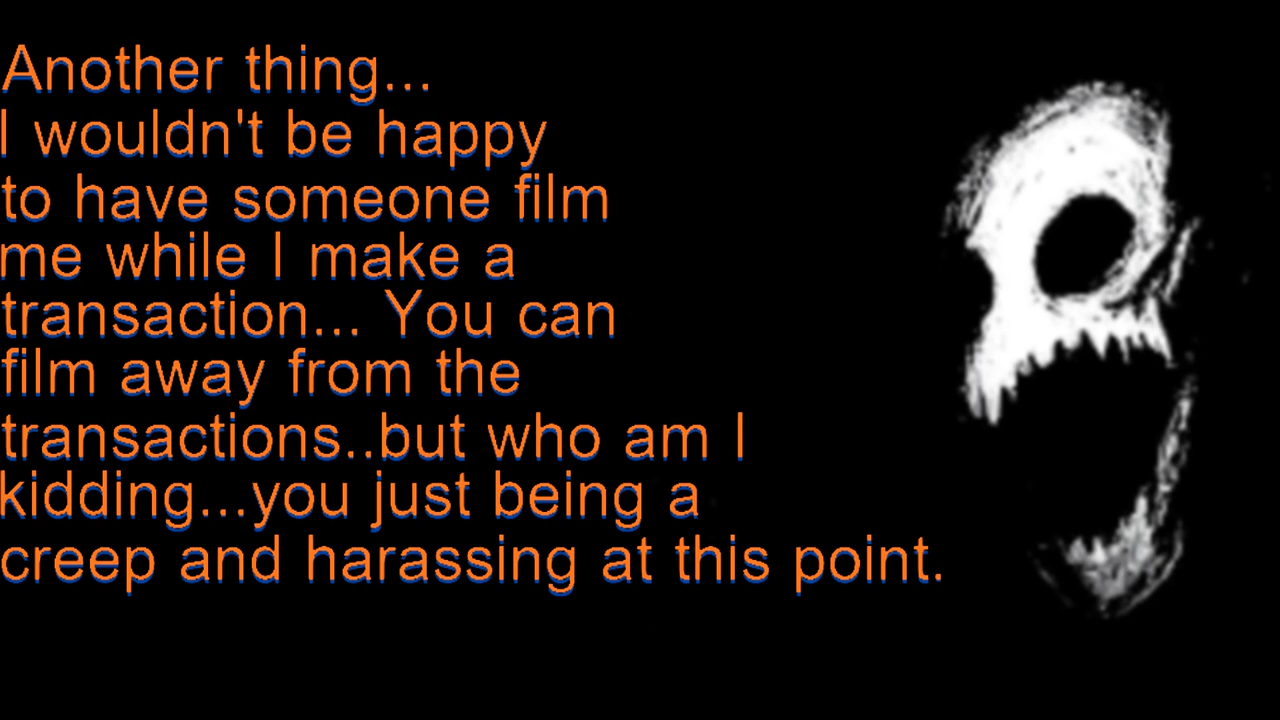 Another thing...
I wouldn't be happy
to have someone film
me while I make a
transaction... You can
film away from the
transactions..but who am I
kidding...you just being a
creep and harassing at this point.